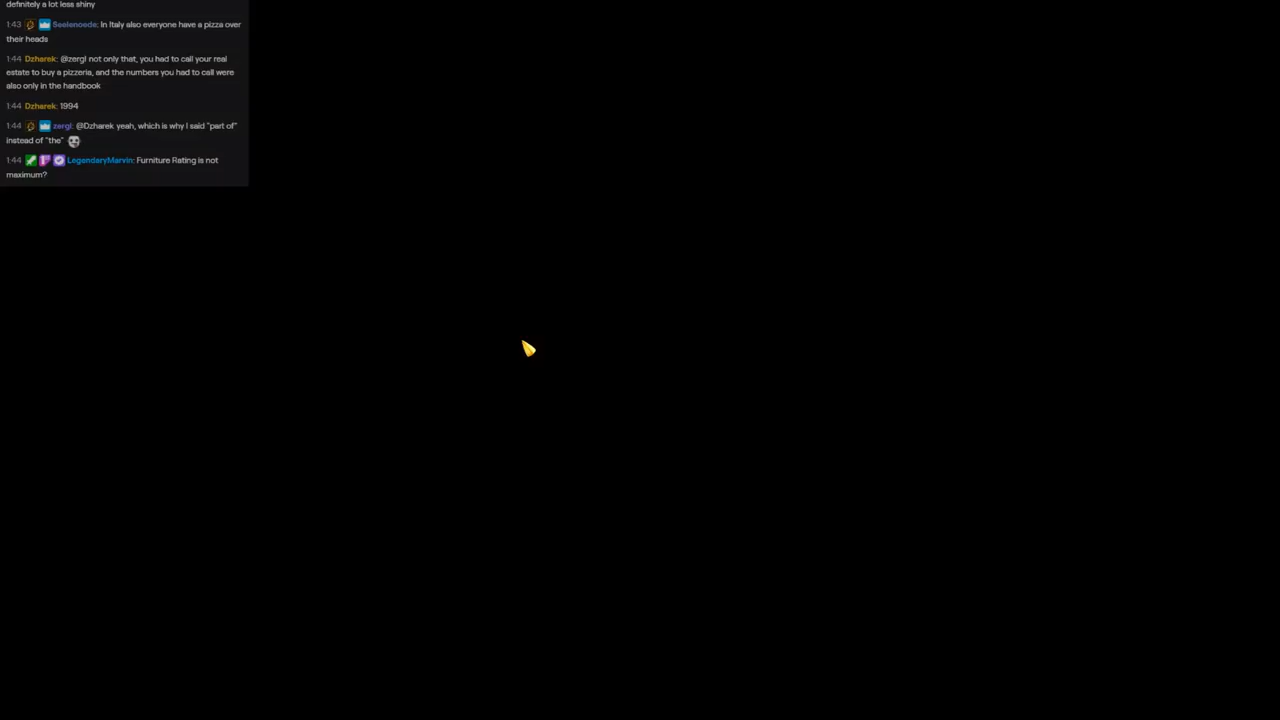 definitely a lot less shiny
1:43 Seelenoede: In Italy also everyone have a pizza over
their heads
1:44 Dzharek: @zergl not only that, you had to call your real
estate to buy a pizzeria, and the numbers you had to call were
also only in the handbook
1:44 Dzharek: 1994
1:44 zergl: @Dzharek yeah, which is why I said "part of"
instead of "the"
1:44 LegendaryMarvin: Furniture Rating is not
maximum?